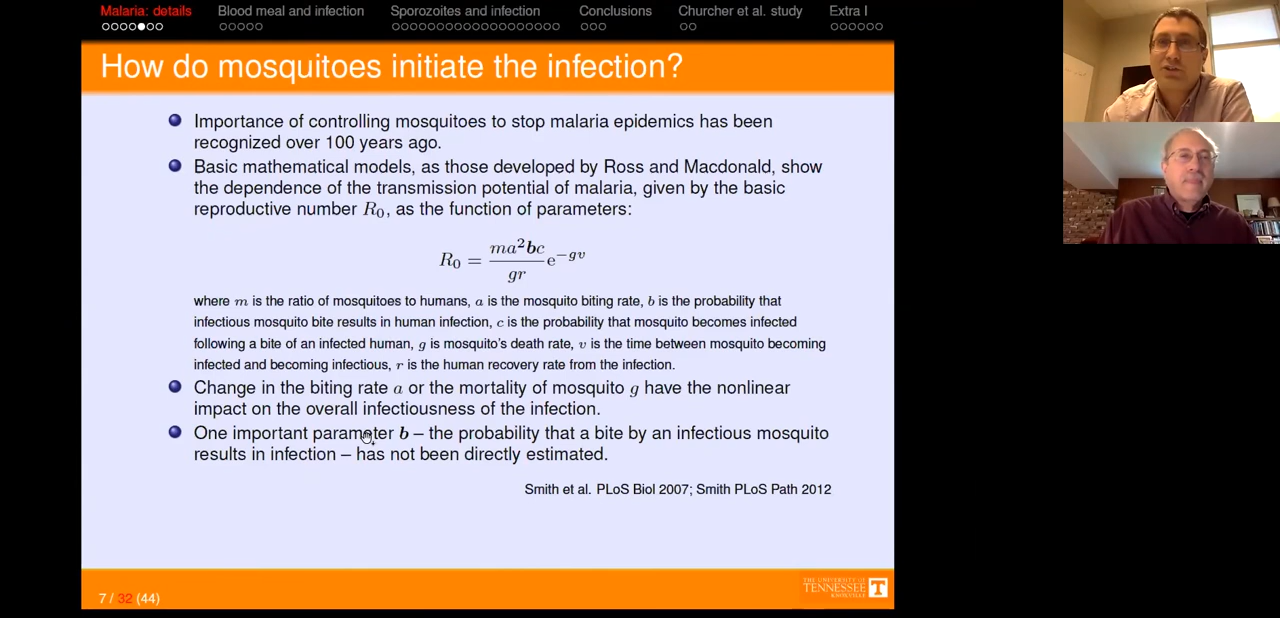 Malaria: details Blood meal and infection Sporozoites and infection Conclusions Churcher et al. study Extra I
How do mosquitoes initiate the infection?
Importance of controlling mosquitoes to stop malaria epidemics has been
recognized over 100 years ago.
Basic mathematical models, as those developed by Ross and Macdonald, show
the dependence of the transmission potential of malaria, given by the basic
reproductive number R₀, as the function of parameters:
R₀ = ma²bc/gr e^{−gv}
where m is the ratio of mosquitoes to humans, a is the mosquito biting rate, b is the probability that
infectious mosquito bite results in human infection, c is the probability that mosquito becomes infected
following a bite of an infected human, g is mosquito's death rate, v is the time between mosquito becoming
infected and becoming infectious, r is the human recovery rate from the infection.
Change in the biting rate a or the mortality of mosquito g have the nonlinear
impact on the overall infectiousness of the infection.
One important parameter b – the probability that a bite by an infectious mosquito
results in infection – has not been directly estimated.
Smith et al. PLoS Biol 2007; Smith PLoS Path 2012
7 / 32 (44)
THE UNIVERSITY OF
TENNESSEE T
KNOXVILLE